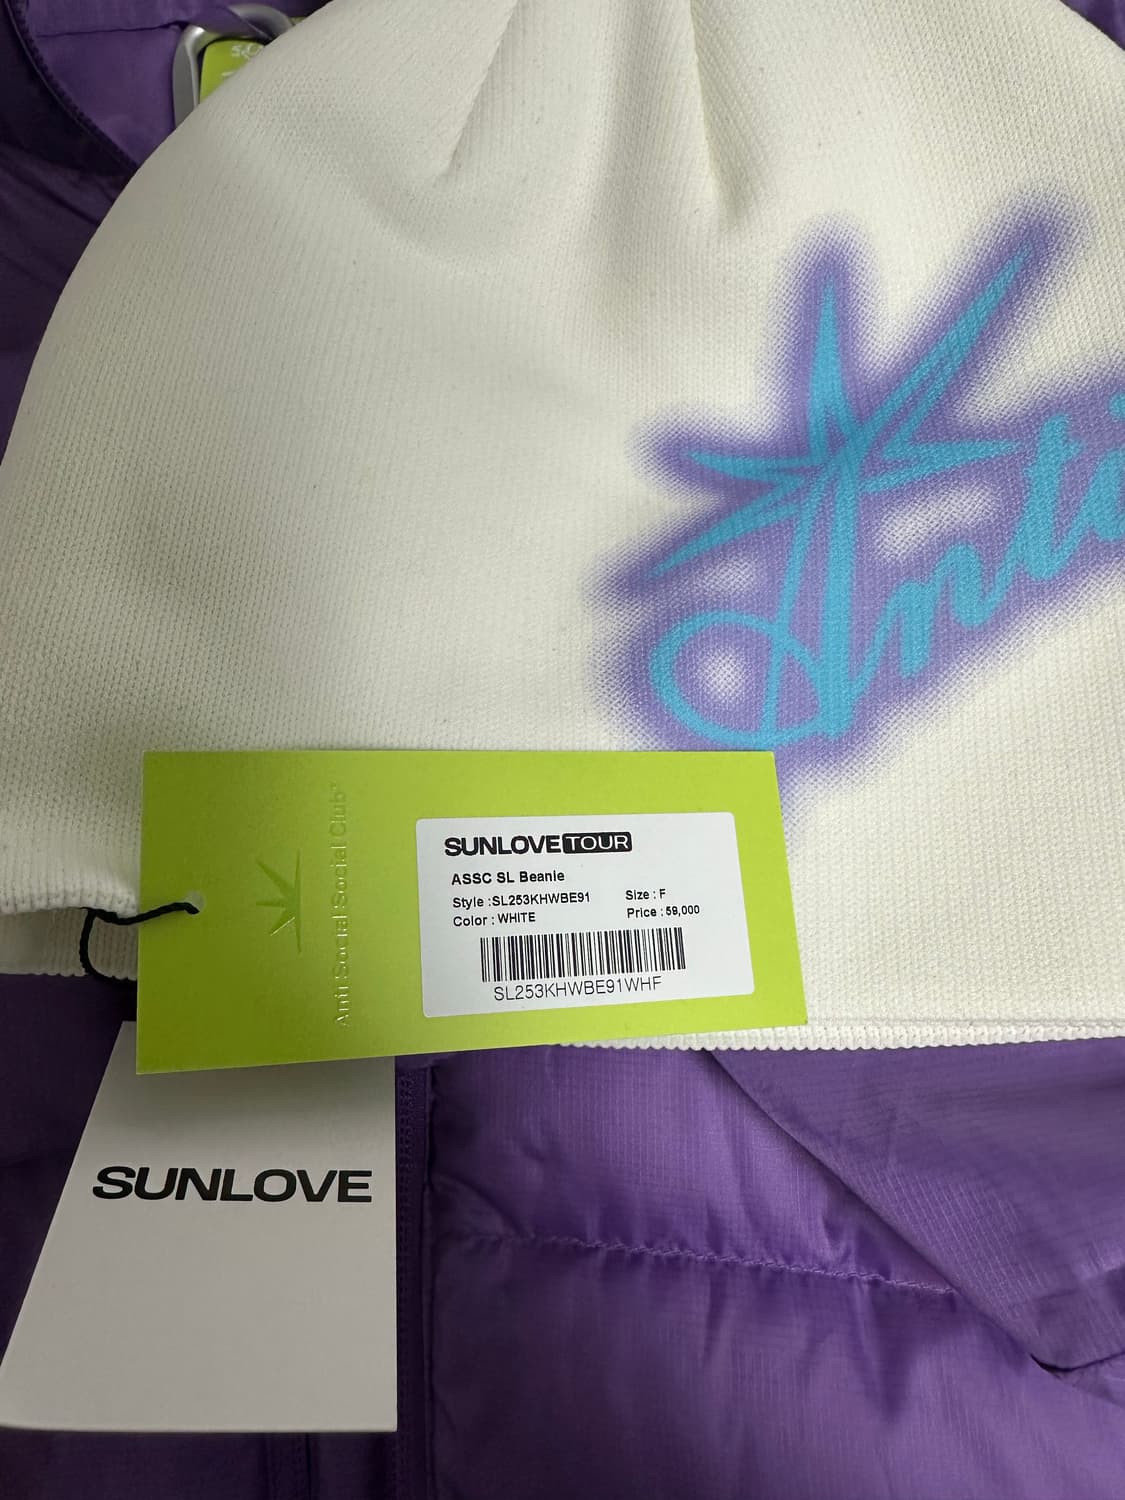 Anti
Anti Social Social Club™
SUNLOVE TOUR
ASSC SL Beanie
Style :SL253KHWBE91
Size : F
Color : WHITE
Price : 59,000
SL253KHWBE91WHF
SUNLOVE